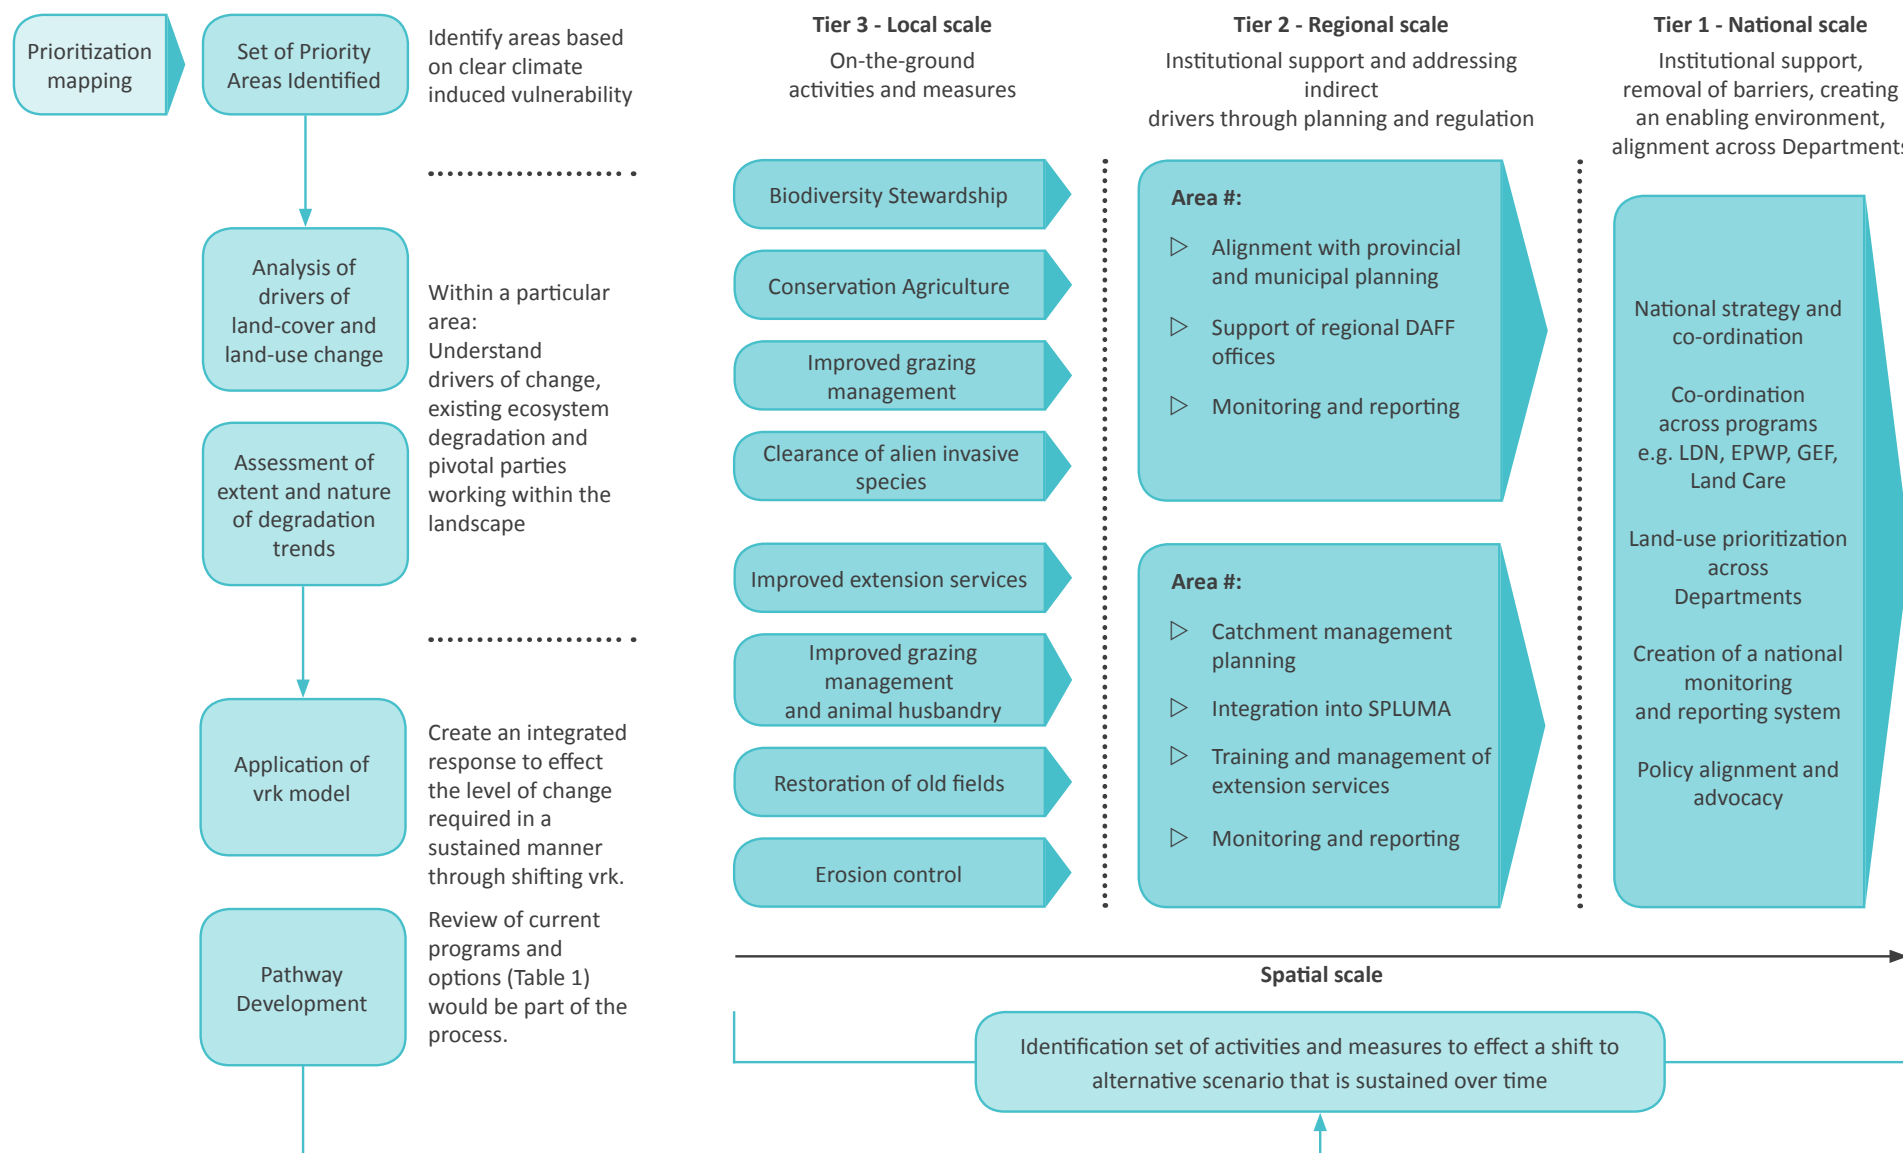 Prioritization
mapping
Set of Priority
Areas Identified
Identify areas based
on clear climate
induced vulnerability
Analysis of
drivers of
land-cover and
land-use change
Assessment of
extent and nature
of degradation
trends
Within a particular
area:
Understand
drivers of change,
existing ecosystem
degradation and
pivotal parties
working within the
landscape
Application of
vrk model
Create an integrated
response to effect
the level of change
required in a
sustained manner
through shifting vrk.
Pathway
Development
Review of current
programs and
options (Table 1)
would be part of the
process.
Tier 3 - Local scale
On-the-ground
activities and measures
Biodiversity Stewardship
Conservation Agriculture
Improved grazing
management
Clearance of alien invasive
species
Improved extension services
Improved grazing
management
and animal husbandry
Restoration of old fields
Erosion control
Tier 2 - Regional scale
Institutional support and addressing
indirect
drivers through planning and regulation
Area #:
Alignment with provincial
and municipal planning
Support of regional DAFF
offices
Monitoring and reporting
Area #:
Catchment management
planning
Integration into SPLUMA
Training and management of
extension services
Monitoring and reporting
Tier 1 - National scale
Institutional support,
removal of barriers, creating
an enabling environment,
alignment across Departments
National strategy and
co-ordination
Co-ordination
across programs
e.g. LDN, EPWP, GEF,
Land Care
Land-use prioritization
across
Departments
Creation of a national
monitoring
and reporting system
Policy alignment and
advocacy
Spatial scale
Identification set of activities and measures to effect a shift to
alternative scenario that is sustained over time